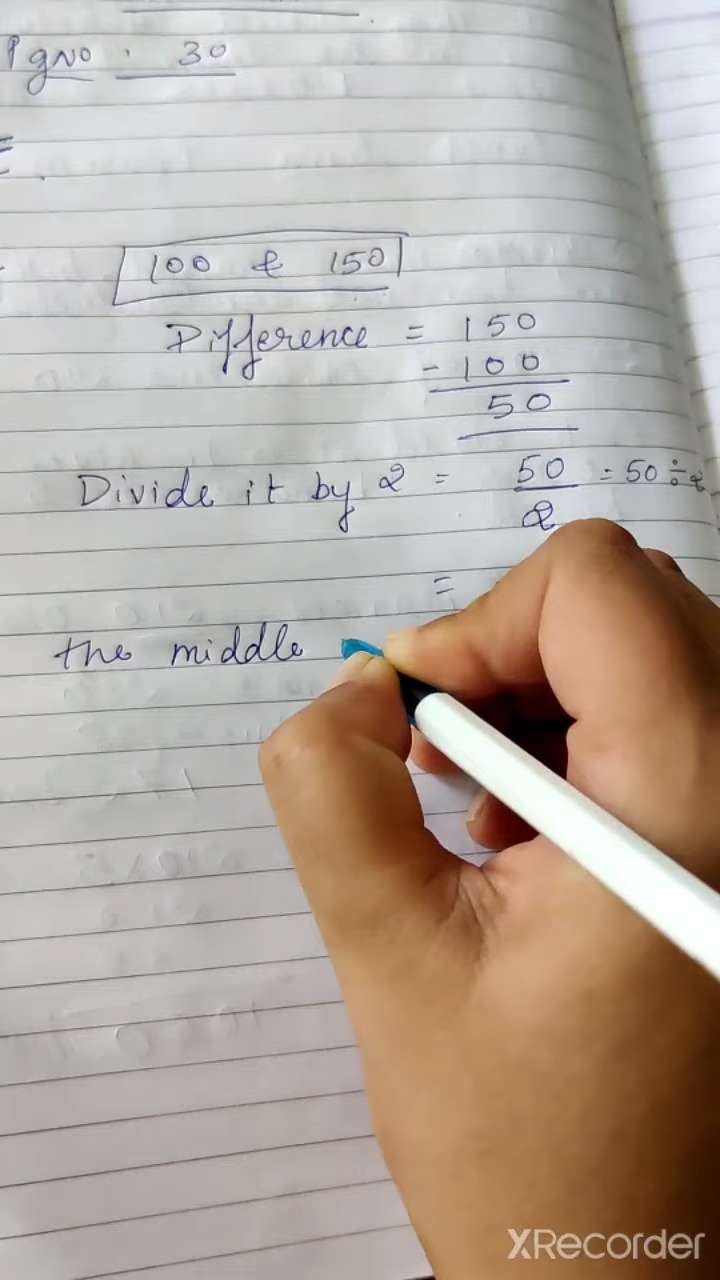 Pg no . 30
100 & 150
Difference = 150
- 100
50
Divide it by 2 = 50/2 = 50 ÷ 2
=
the middle
XRecorder